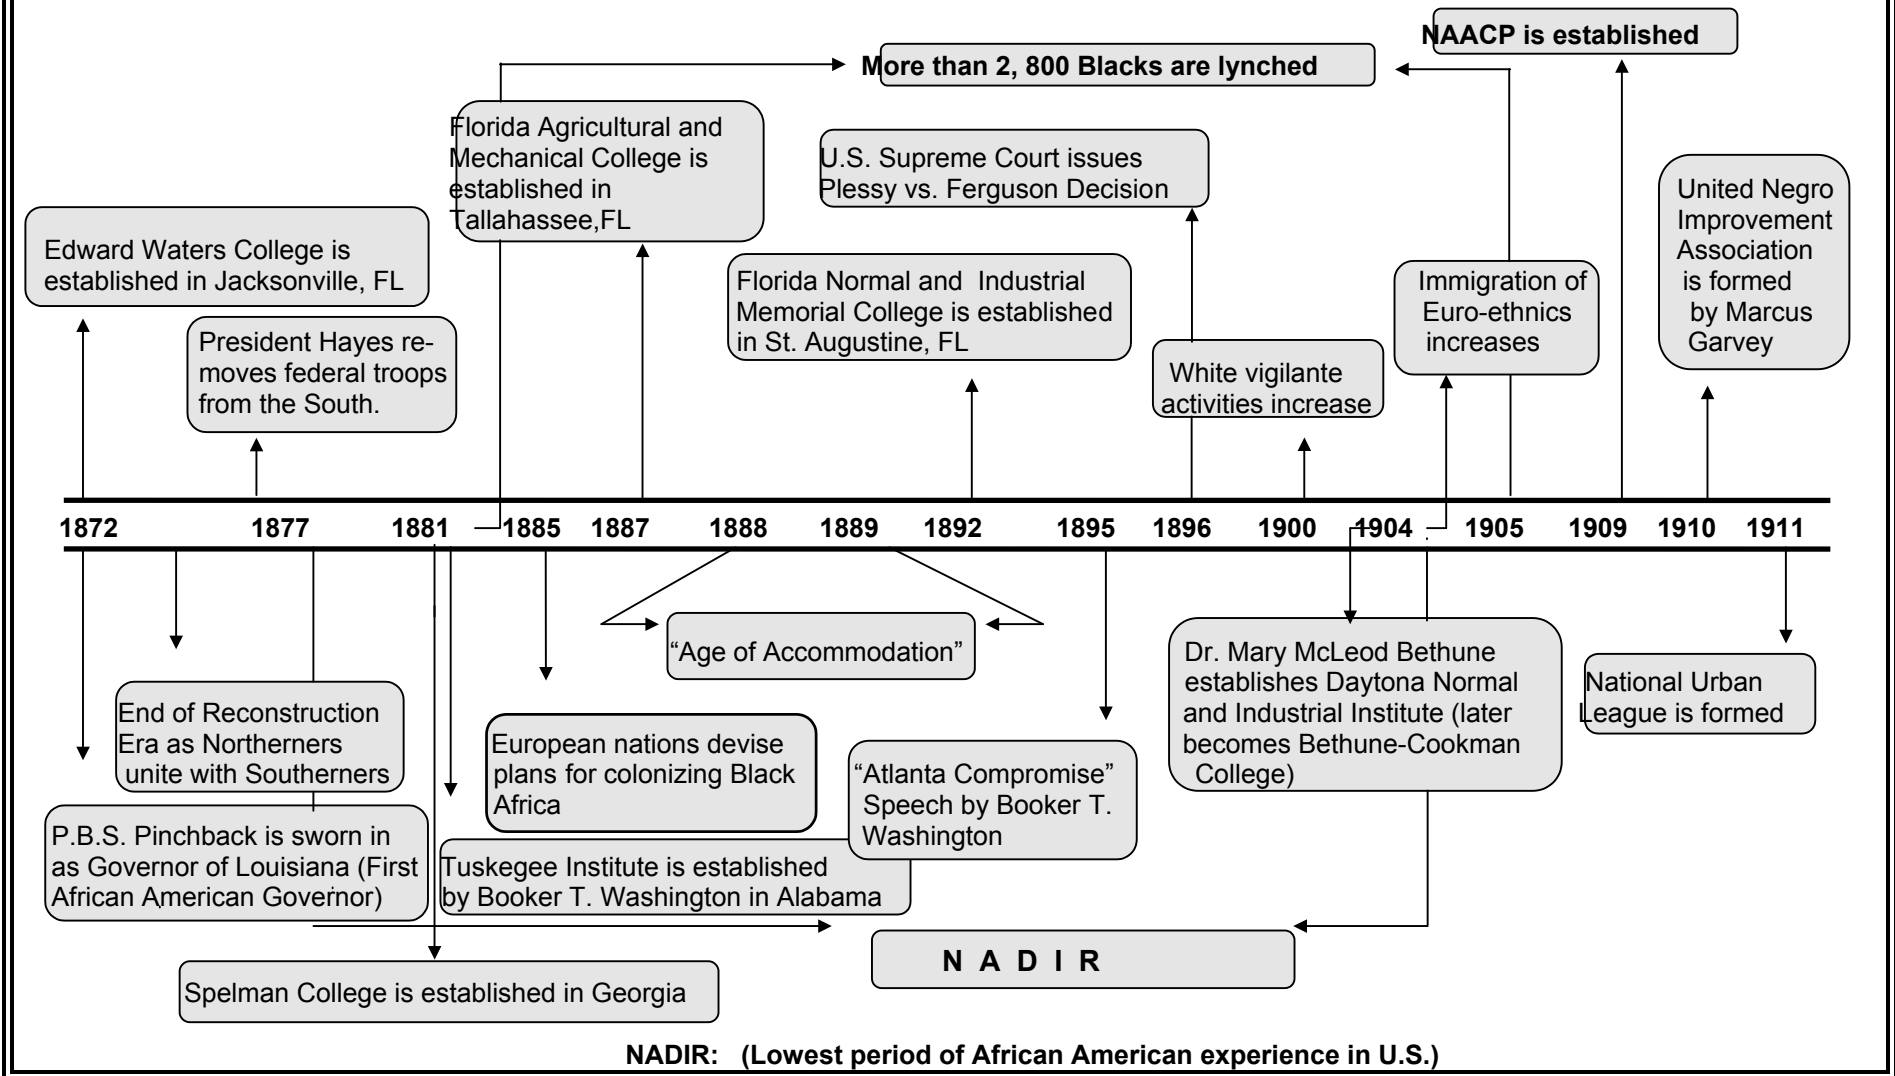 NAACP is established
More than 2, 800 Blacks are lynched
Florida Agricultural and
Mechanical College is
established in
Tallahassee,FL
U.S. Supreme Court issues
Plessy vs. Ferguson Decision
United Negro
Improvement
Association
is formed
by Marcus
Garvey
Edward Waters College is
established in Jacksonville, FL
Florida Normal and Industrial
Memorial College is established
in St. Augustine, FL
Immigration of
Euro-ethnics
increases
President Hayes re-
moves federal troops
from the South.
White vigilante
activities increase
1872 1877 1881 1885 1887 1888 1889 1892 1895 1896 1900 1904 1905 1909 1910 1911
"Age of Accommodation"
Dr. Mary McLeod Bethune
establishes Daytona Normal
and Industrial Institute (later
becomes Bethune-Cookman
College)
National Urban
League is formed
End of Reconstruction
Era as Northerners
unite with Southerners
European nations devise
plans for colonizing Black
Africa
“Atlanta Compromise”
Speech by Booker T.
Washington
P.B.S. Pinchback is sworn in
as Governor of Louisiana (First
African American Governor)
Tuskegee Institute is established
by Booker T. Washington in Alabama
N A D I R
Spelman College is established in Georgia
NADIR: (Lowest period of African American experience in U.S.)